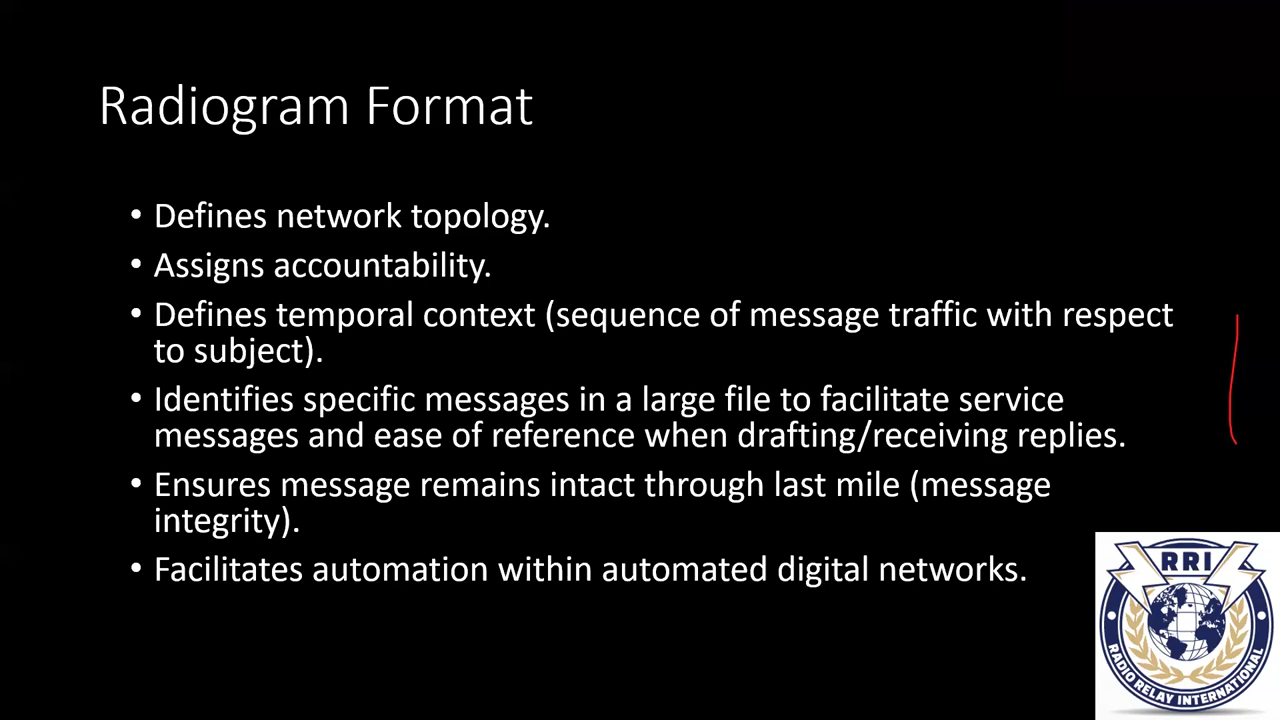 Radiogram Format
• Defines network topology.
• Assigns accountability.
• Defines temporal context (sequence of message traffic with respect
to subject).
• Identifies specific messages in a large file to facilitate service
messages and ease of reference when drafting/receiving replies.
• Ensures message remains intact through last mile (message
integrity).
• Facilitates automation within automated digital networks.
RRI
RADIO RELAY INTERNATIONAL